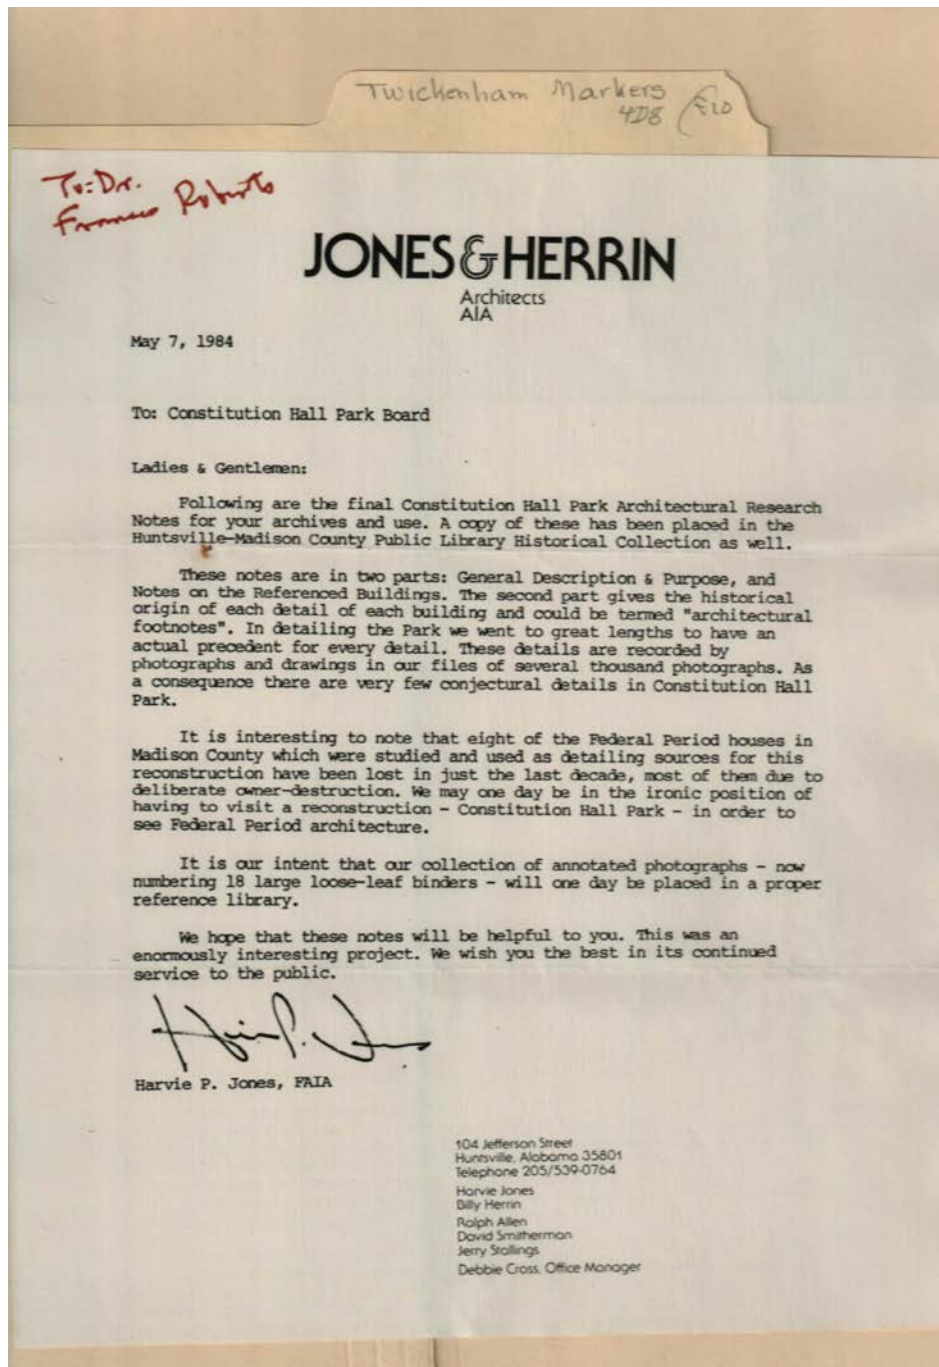 Twickenham Markers
4D8
To: Dr.
Frances Roberts
JONES & HERRIN
Architects
AIA
May 7, 1984
To: Constitution Hall Park Board
Ladies & Gentlemen:
Following are the final Constitution Hall Park Architectural Research
Notes for your archives and use. A copy of these has been placed in the
Huntsville-Madison County Public Library Historical Collection as well.
These notes are in two parts: General Description & Purpose, and
Notes on the Referenced Buildings. The second part gives the historical
origin of each detail of each building and could be termed "architectural
footnotes". In detailing the Park we went to great lengths to have an
actual precedent for every detail. These details are recorded by
photographs and drawings in our files of several thousand photographs. As
a consequence there are very few conjectural details in Constitution Hall
Park.
It is interesting to note that eight of the Federal Period houses in
Madison County which were studied and used as detailing sources for this
reconstruction have been lost in just the last decade, most of them due to
deliberate owner-destruction. We may one day be in the ironic position of
having to visit a reconstruction - Constitution Hall Park - in order to
see Federal Period architecture.
It is our intent that our collection of annotated photographs - now
numbering 18 large loose-leaf binders - will one day be placed in a proper
reference library.
We hope that these notes will be helpful to you. This was an
enormously interesting project. We wish you the best in its continued
service to the public.
Harvie P. Jones
Harvie P. Jones, FAIA
104 Jefferson Street
Huntsville, Alabama 35801
Telephone 205/539-0764
Harvie Jones
Billy Herrin
Ralph Allen
David Smitherman
Jerry Stallings
Debbie Cross, Office Manager